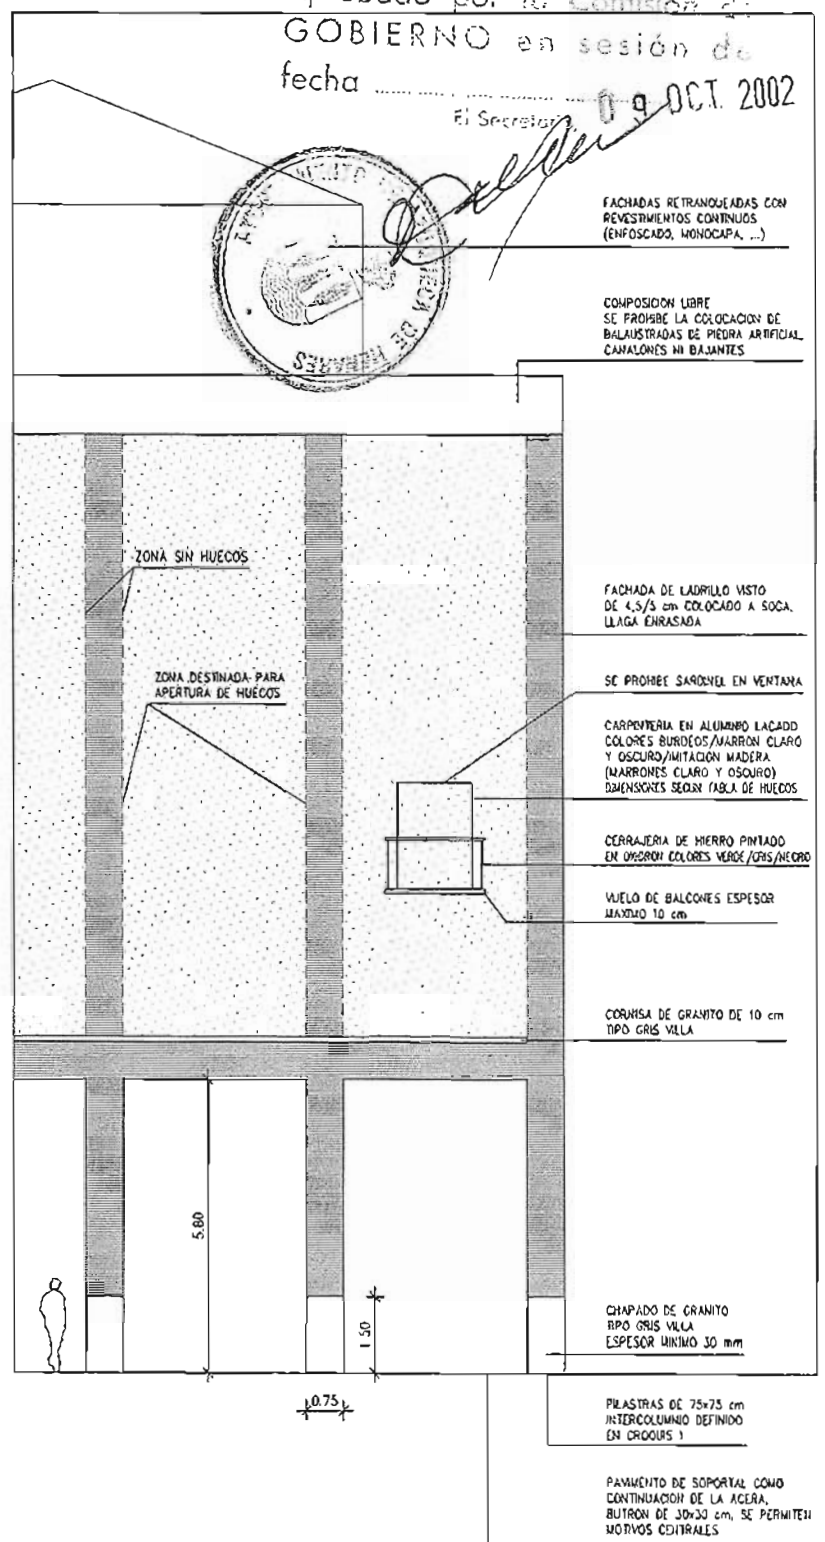 por la Comisión de
GOBIERNO en sesión de
fecha
09 OCT. 2002
El Secretario
DE HENARES
FACHADAS RETRANQUEADAS CON
REVESTIMIENTOS CONTINUOS
(ENFOSCADO, MONOCAPA, ...)
COMPOSICION LIBRE
SE PROHIBE LA COLOCACION DE
BALAUSTRADAS DE PIEDRA ARTIFICIAL,
CANALONES NI BAJANTES
ZONA SIN HUECOS
FACHADA DE LADRILLO VISTO
DE 4,5/5 cm COLOCADO A SOGA,
LLAGA ENRASADA
ZONA DESTINADA PARA
APERTURA DE HUECOS
SE PROHIBE SARDINEL EN VENTANA
CARPINTERIA EN ALUMINIO LACADO
COLORES BURDEOS/MARRON CLARO
Y OSCURO/IMITACION MADERA
(MARRONES CLARO Y OSCURO)
DIMENSIONES SEGUN TABLA DE HUECOS
CERRAJERIA DE HIERRO PINTADO
EN OXIRON COLORES VERDE/GRIS/NEGRO
VUELO DE BALCONES ESPESOR
MAXIMO 10 cm
CORNISA DE GRANITO DE 10 cm
TIPO GRIS VILLA
5.80
1.50
0.75
CHAPADO DE GRANITO
TIPO GRIS VILLA
ESPESOR MINIMO 30 mm
PILASTRAS DE 75x75 cm
INTERCOLUMNIO DEFINIDO
EN CROQUIS 1
PAVIMENTO DE SOPORTAL COMO
CONTINUACION DE LA ACERA,
BUTRON DE 30x30 cm, SE PERMITEN
MOTIVOS CENTRALES